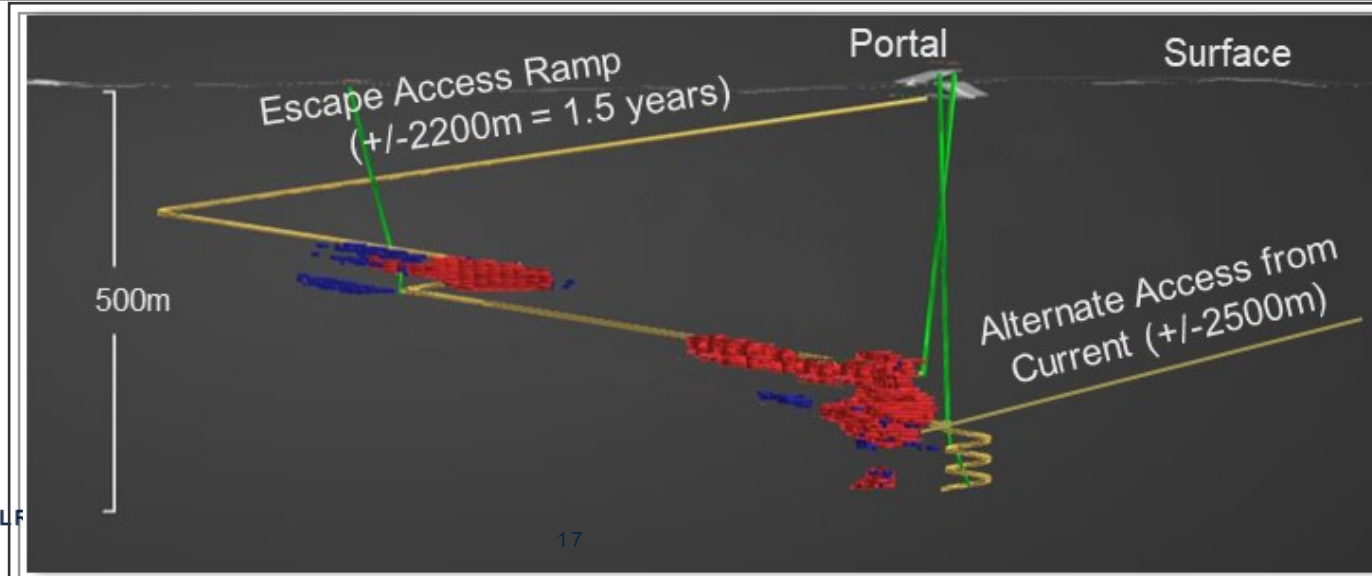 Portal
Surface
Escape Access Ramp
(+/-2200m = 1.5 years)
500m
Alternate Access from
Current (+/-2500m)
17